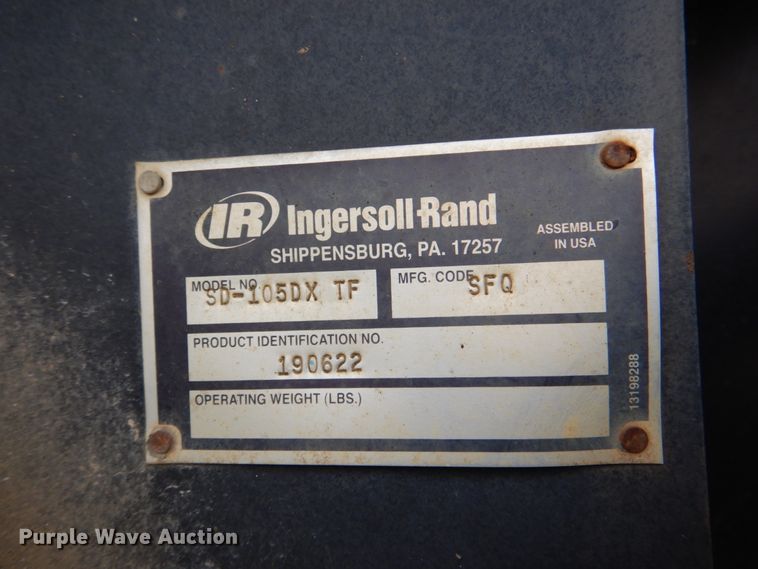 IR Ingersoll-Rand
SHIPPENSBURG, PA. 17257
ASSEMBLED
IN USA
MODEL NO. SD-105DX TF
MFG. CODE SFQ
PRODUCT IDENTIFICATION NO.
190622
OPERATING WEIGHT (LBS.)
13198288
Purple Wave Auction